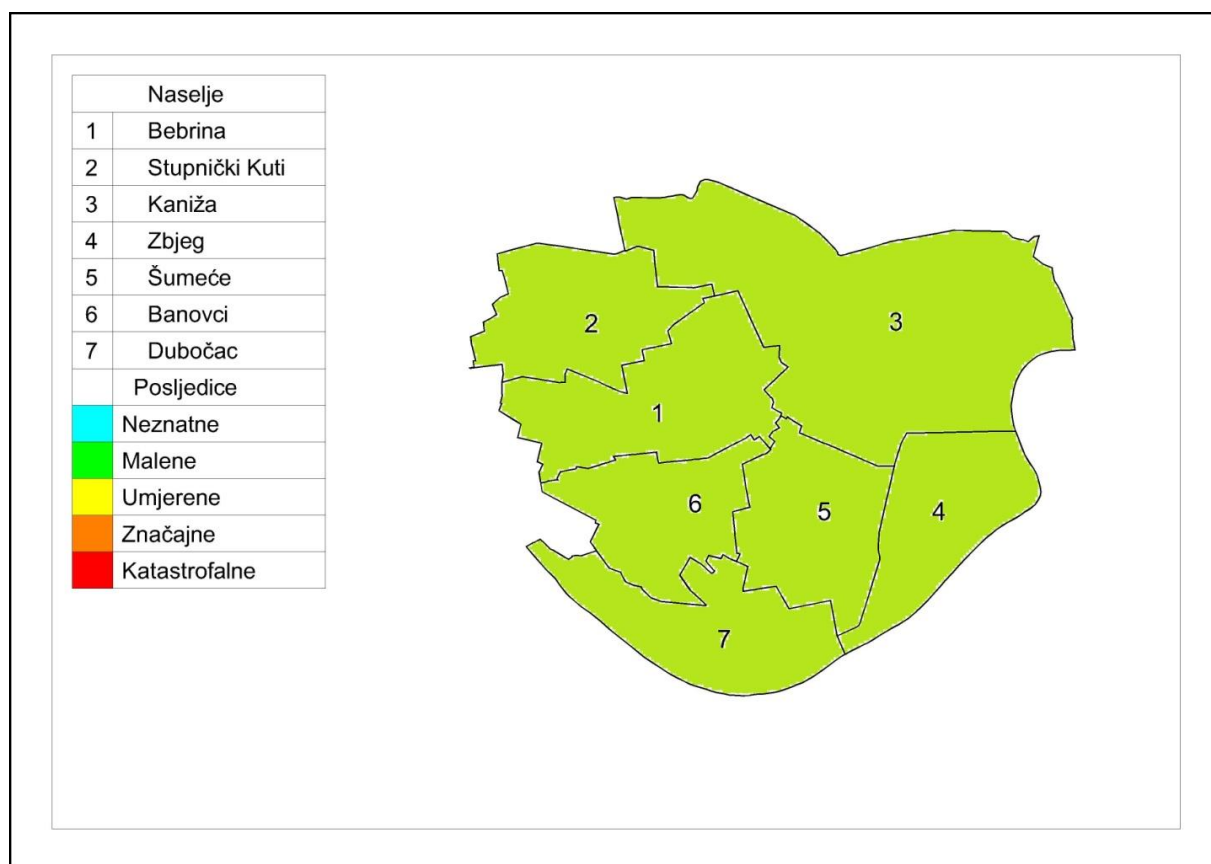 Naselje
1 Bebrina
2 Stupnički Kuti
3 Kaniža
4 Zbjeg
5 Šumeće
6 Banovci
7 Dubočac
Posljedice
Neznatne
Malene
Umjerene
Značajne
Katastrofalne
2
3
1
6
5
4
7